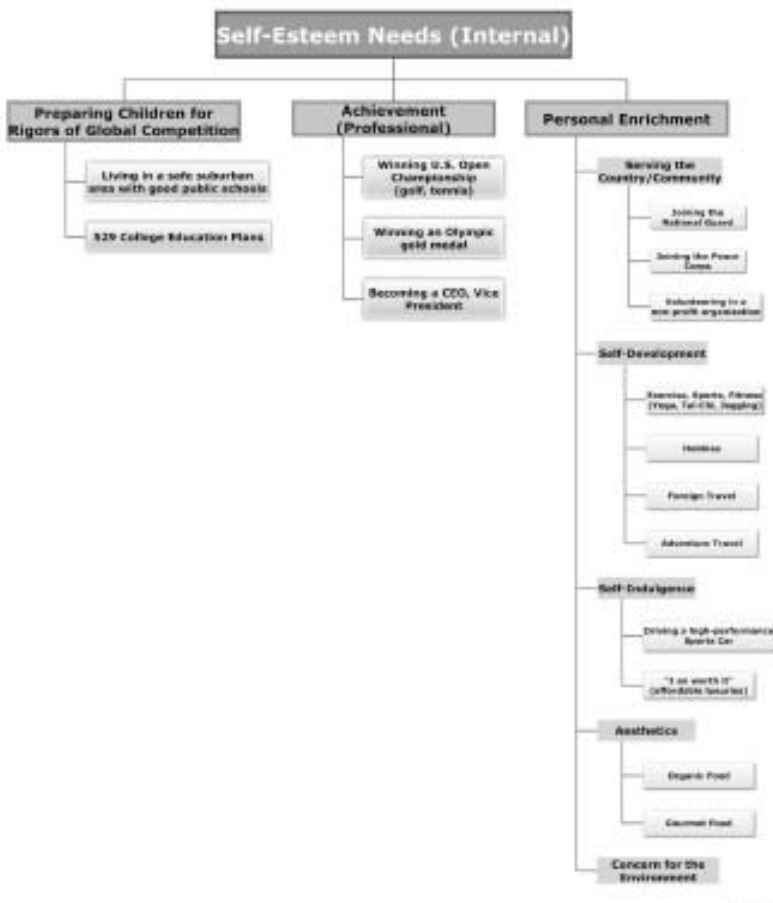 Self-Esteem Needs (Internal)
Preparing Children for
Rigors of Global Competition
Living in a safe suburban
area with good public schools
529 College Education Plans
Achievement
(Professional)
Winning U.S. Open
Championship
(golf, tennis)
Winning an Olympic
gold medal
Becoming a CEO, Vice
President
Personal Enrichment
Serving the
Country/Community
Joining the
National Guard
Joining the Peace
Corps
Volunteering in a
non profit organization
Self-Development
Exercise, Sports, Fitness
(Yoga, Tai-Chi, Jogging)
Hobbies
Foreign Travel
Adventure Travel
Self-Indulgence
Driving a high-performance
Sports Car
"I am worth it"
(affordable luxuries)
Aesthetics
Organic Food
Gourmet Food
Concern for the
Environment